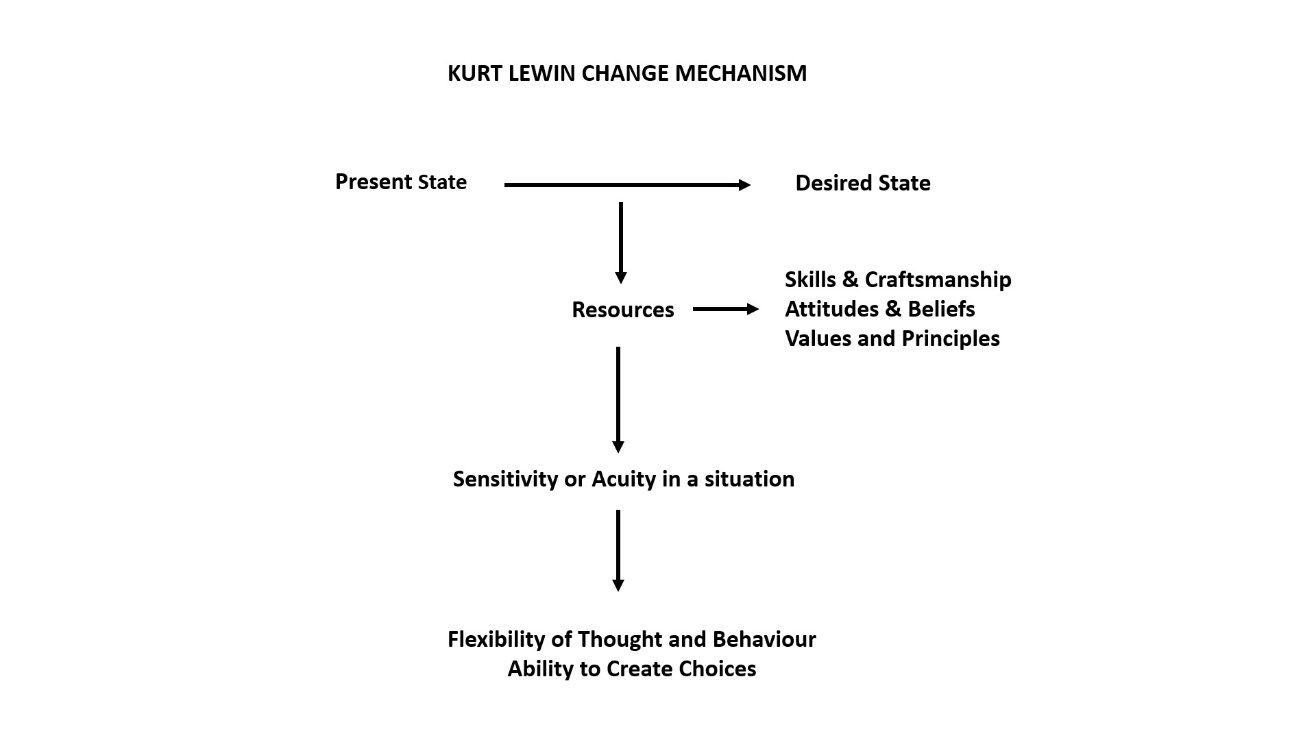 KURT LEWIN CHANGE MECHANISM
Present State
Desired State
Resources
Skills & Craftsmanship
Attitudes & Beliefs
Values and Principles
Sensitivity or Acuity in a situation
Flexibility of Thought and Behaviour
Ability to Create Choices